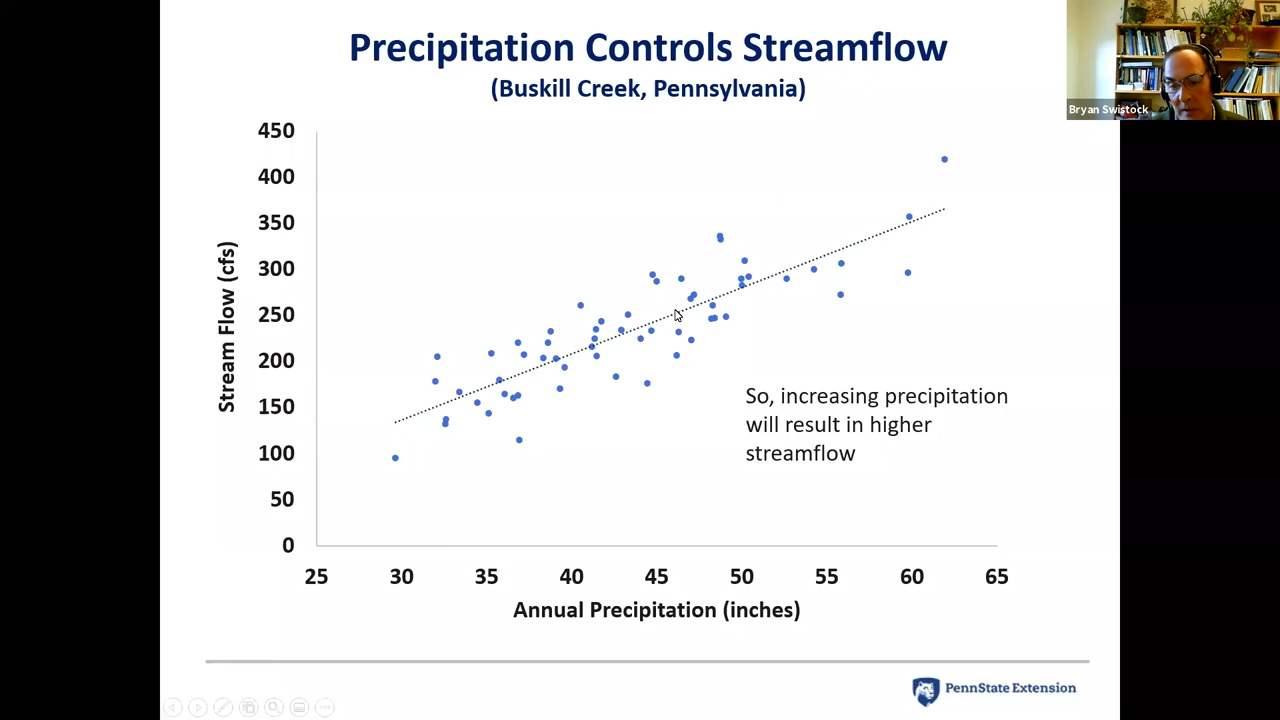 Precipitation Controls Streamflow
(Buskill Creek, Pennsylvania)
Bryan Swistock
450
400
350
300
250
200
150
100
50
0
Stream Flow (cfs)
So, increasing precipitation
will result in higher
streamflow
25 30 35 40 45 50 55 60 65
Annual Precipitation (inches)
PennState Extension